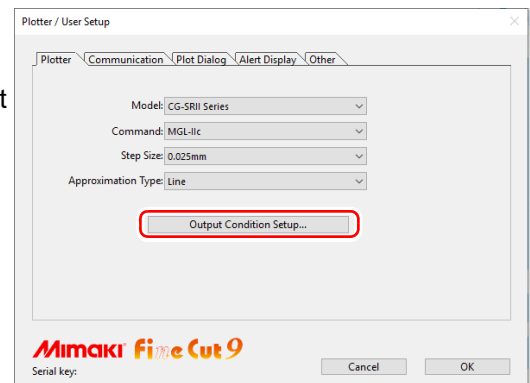 Plotter / User Setup
Plotter Communication Plot Dialog Alert Display Other
t
Model: CG-SRII Series
Command: MGL-IIc
Step Size: 0.025mm
Approximation Type: Line
Output Condition Setup...
Mimaki Fine Cut 9
Serial key:
Cancel OK